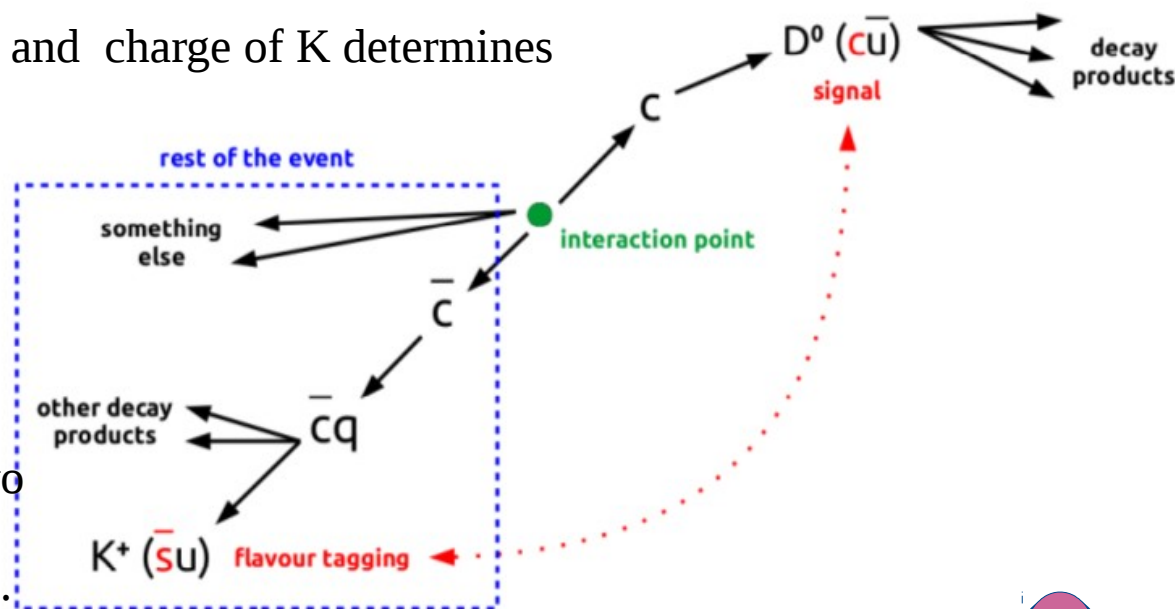 and charge of K determines
D⁰ (cū)
decay
products
signal
c
rest of the event
something
else
interaction point
c̄
other decay
products
c̄q
o
K⁺ (s̄u)
flavour tagging
.
i